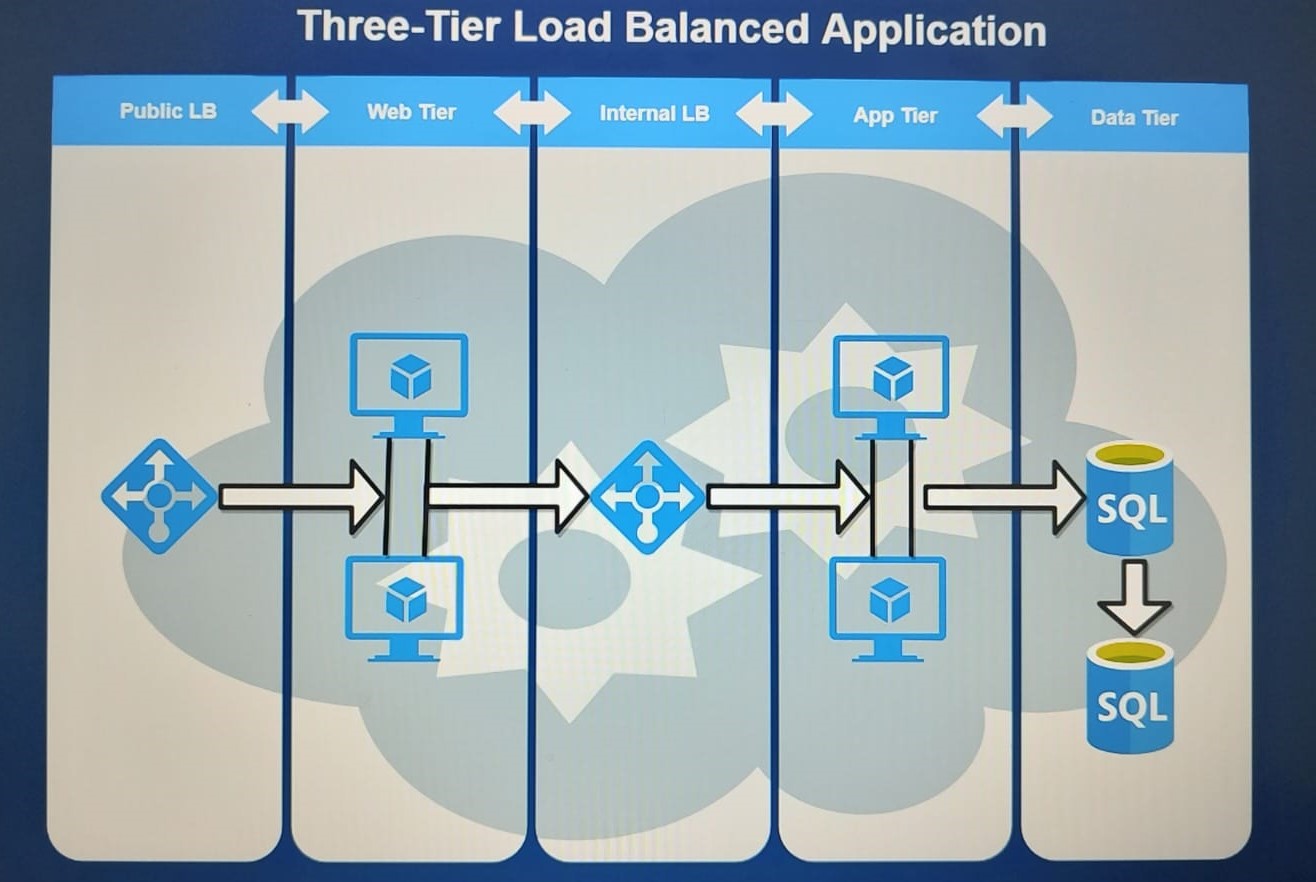 Three-Tier Load Balanced Application
Public LB
Web Tier
Internal LB
App Tier
Data Tier
SQL
SQL